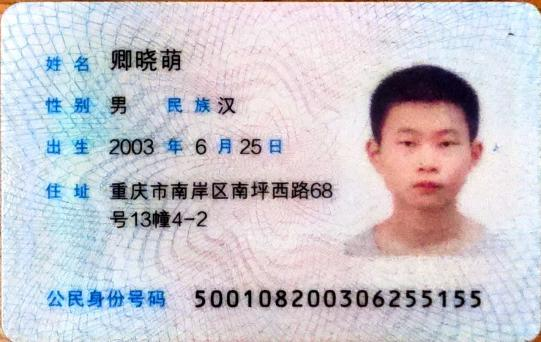 姓名 卿晓萌
性别 男 民族 汉
出生 2003 年 6 月 25 日
住址 重庆市南岸区南坪西路68
号13幢4-2
公民身份号码 500108200306255155